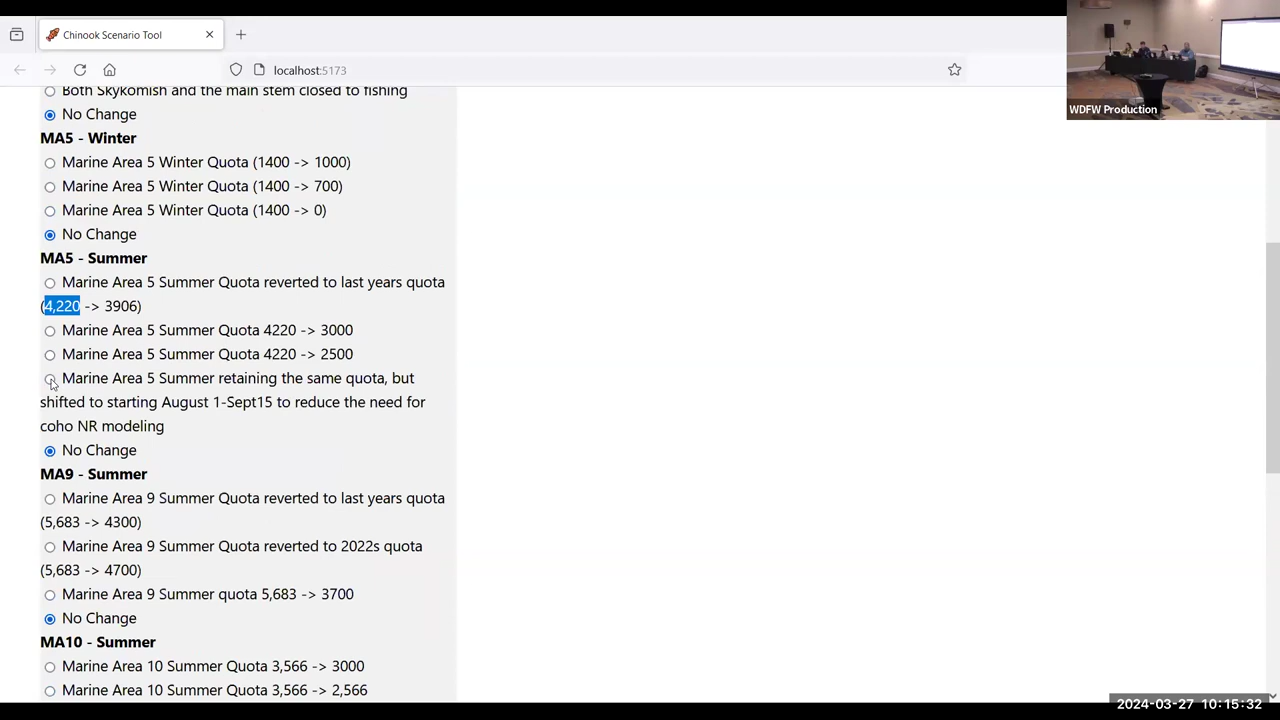 Chinook Scenario Tool
localhost:5173
WDFW Production
Both Skykomish and the main stem closed to fishing
No Change
MA5 - Winter
Marine Area 5 Winter Quota (1400 -> 1000)
Marine Area 5 Winter Quota (1400 -> 700)
Marine Area 5 Winter Quota (1400 -> 0)
No Change
MA5 - Summer
Marine Area 5 Summer Quota reverted to last years quota
(4,220 -> 3906)
Marine Area 5 Summer Quota 4220 -> 3000
Marine Area 5 Summer Quota 4220 -> 2500
Marine Area 5 Summer retaining the same quota, but
shifted to starting August 1-Sept15 to reduce the need for
coho NR modeling
No Change
MA9 - Summer
Marine Area 9 Summer Quota reverted to last years quota
(5,683 -> 4300)
Marine Area 9 Summer Quota reverted to 2022s quota
(5,683 -> 4700)
Marine Area 9 Summer quota 5,683 -> 3700
No Change
MA10 - Summer
Marine Area 10 Summer Quota 3,566 -> 3000
Marine Area 10 Summer Quota 3,566 -> 2,566
2024-03-27 10:15:32